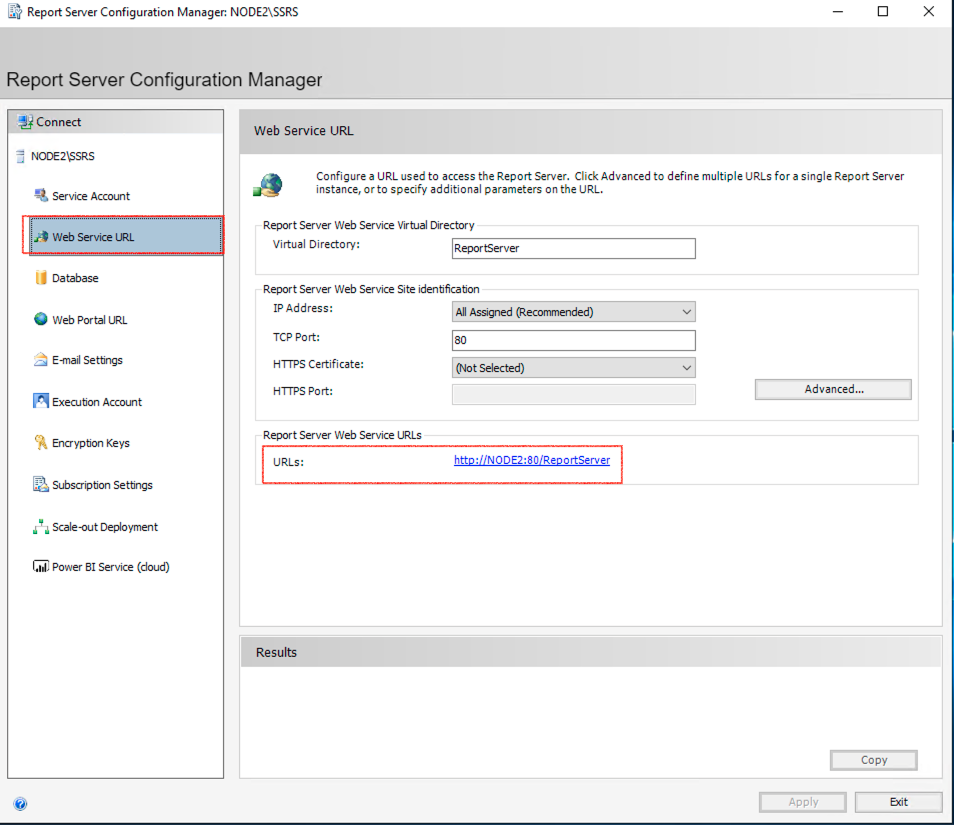 Report Server Configuration Manager: NODE2\SSRS
Report Server Configuration Manager
Connect
NODE2\SSRS
Service Account
Web Service URL
Database
Web Portal URL
E-mail Settings
Execution Account
Encryption Keys
Subscription Settings
Scale-out Deployment
Power BI Service (cloud)
Web Service URL
Configure a URL used to access the Report Server.  Click Advanced to define multiple URLs for a single Report Server
instance, or to specify additional parameters on the URL.
Report Server Web Service Virtual Directory
Virtual Directory: ReportServer
Report Server Web Service Site identification
IP Address: All Assigned (Recommended)
TCP Port: 80
HTTPS Certificate: (Not Selected)
HTTPS Port:
Advanced...
Report Server Web Service URLs
URLs: http://NODE2:80/ReportServer
Results
Copy
?
Apply Exit